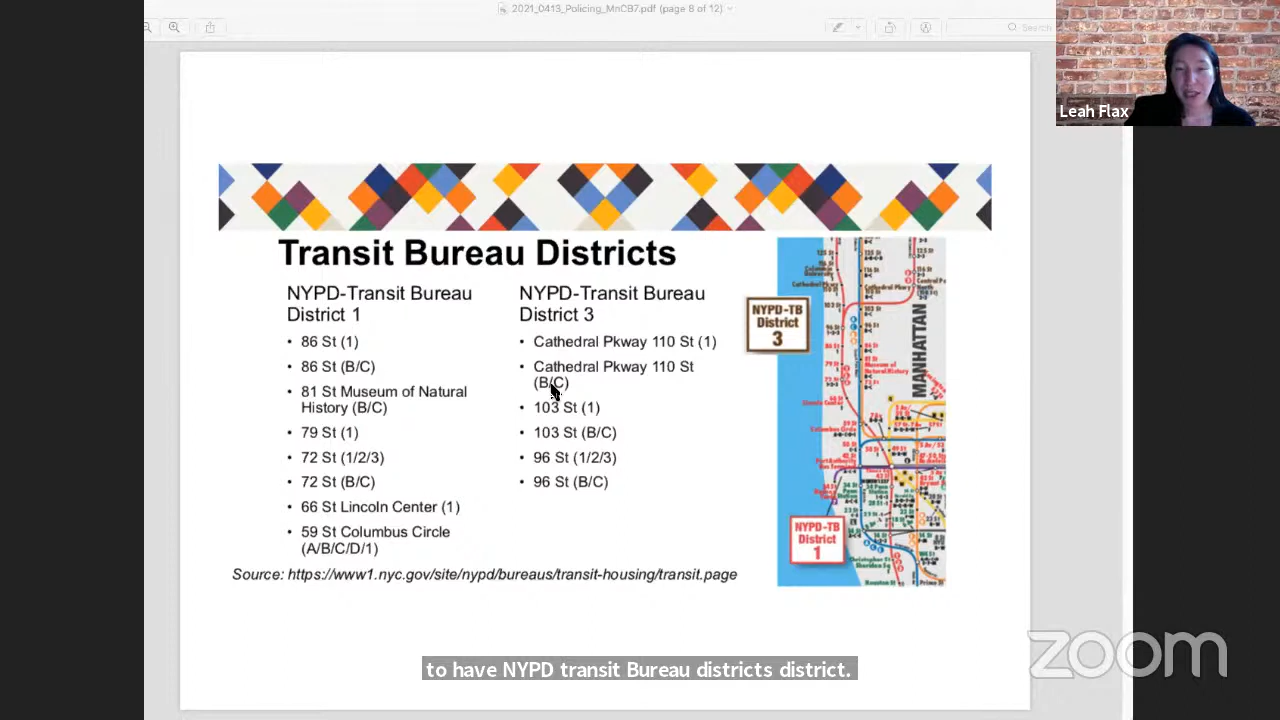 2021_0413_Policing_MnCB7.pdf (page 8 of 12)
Search
Leah Flax
Transit Bureau Districts
NYPD-Transit Bureau
District 1
• 86 St (1)
• 86 St (B/C)
• 81 St Museum of Natural
History (B/C)
• 79 St (1)
• 72 St (1/2/3)
• 72 St (B/C)
• 66 St Lincoln Center (1)
• 59 St Columbus Circle
(A/B/C/D/1)
NYPD-Transit Bureau
District 3
• Cathedral Pkway 110 St (1)
• Cathedral Pkway 110 St
(B/C)
• 103 St (1)
• 103 St (B/C)
• 96 St (1/2/3)
• 96 St (B/C)
NYPD-TB
District
3
MANHATTAN
NYPD-TB
District
1
Source: https://www1.nyc.gov/site/nypd/bureaus/transit-housing/transit.page
to have NYPD transit Bureau districts district.
zoom